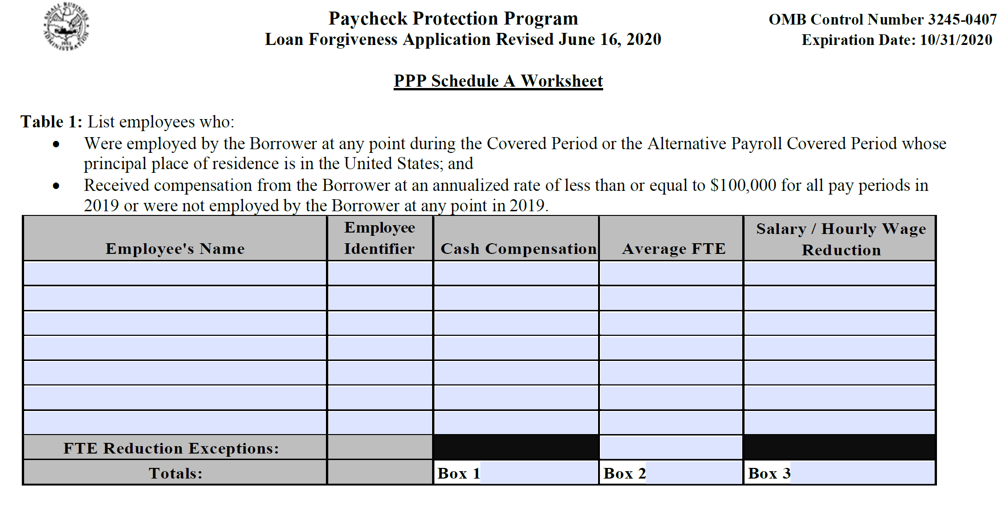 SMALL BUSINESS
ADMINISTRATION
1953
Paycheck Protection Program
OMB Control Number 3245-0407
Loan Forgiveness Application Revised June 16, 2020
Expiration Date: 10/31/2020
PPP Schedule A Worksheet
Table 1: List employees who:
• Were employed by the Borrower at any point during the Covered Period or the Alternative Payroll Covered Period whose
principal place of residence is in the United States; and
• Received compensation from the Borrower at an annualized rate of less than or equal to $100,000 for all pay periods in
2019 or were not employed by the Borrower at any point in 2019.
Employee's Name
Employee
Identifier
Cash Compensation
Average FTE
Salary / Hourly Wage
Reduction
FTE Reduction Exceptions:
Totals:
Box 1
Box 2
Box 3